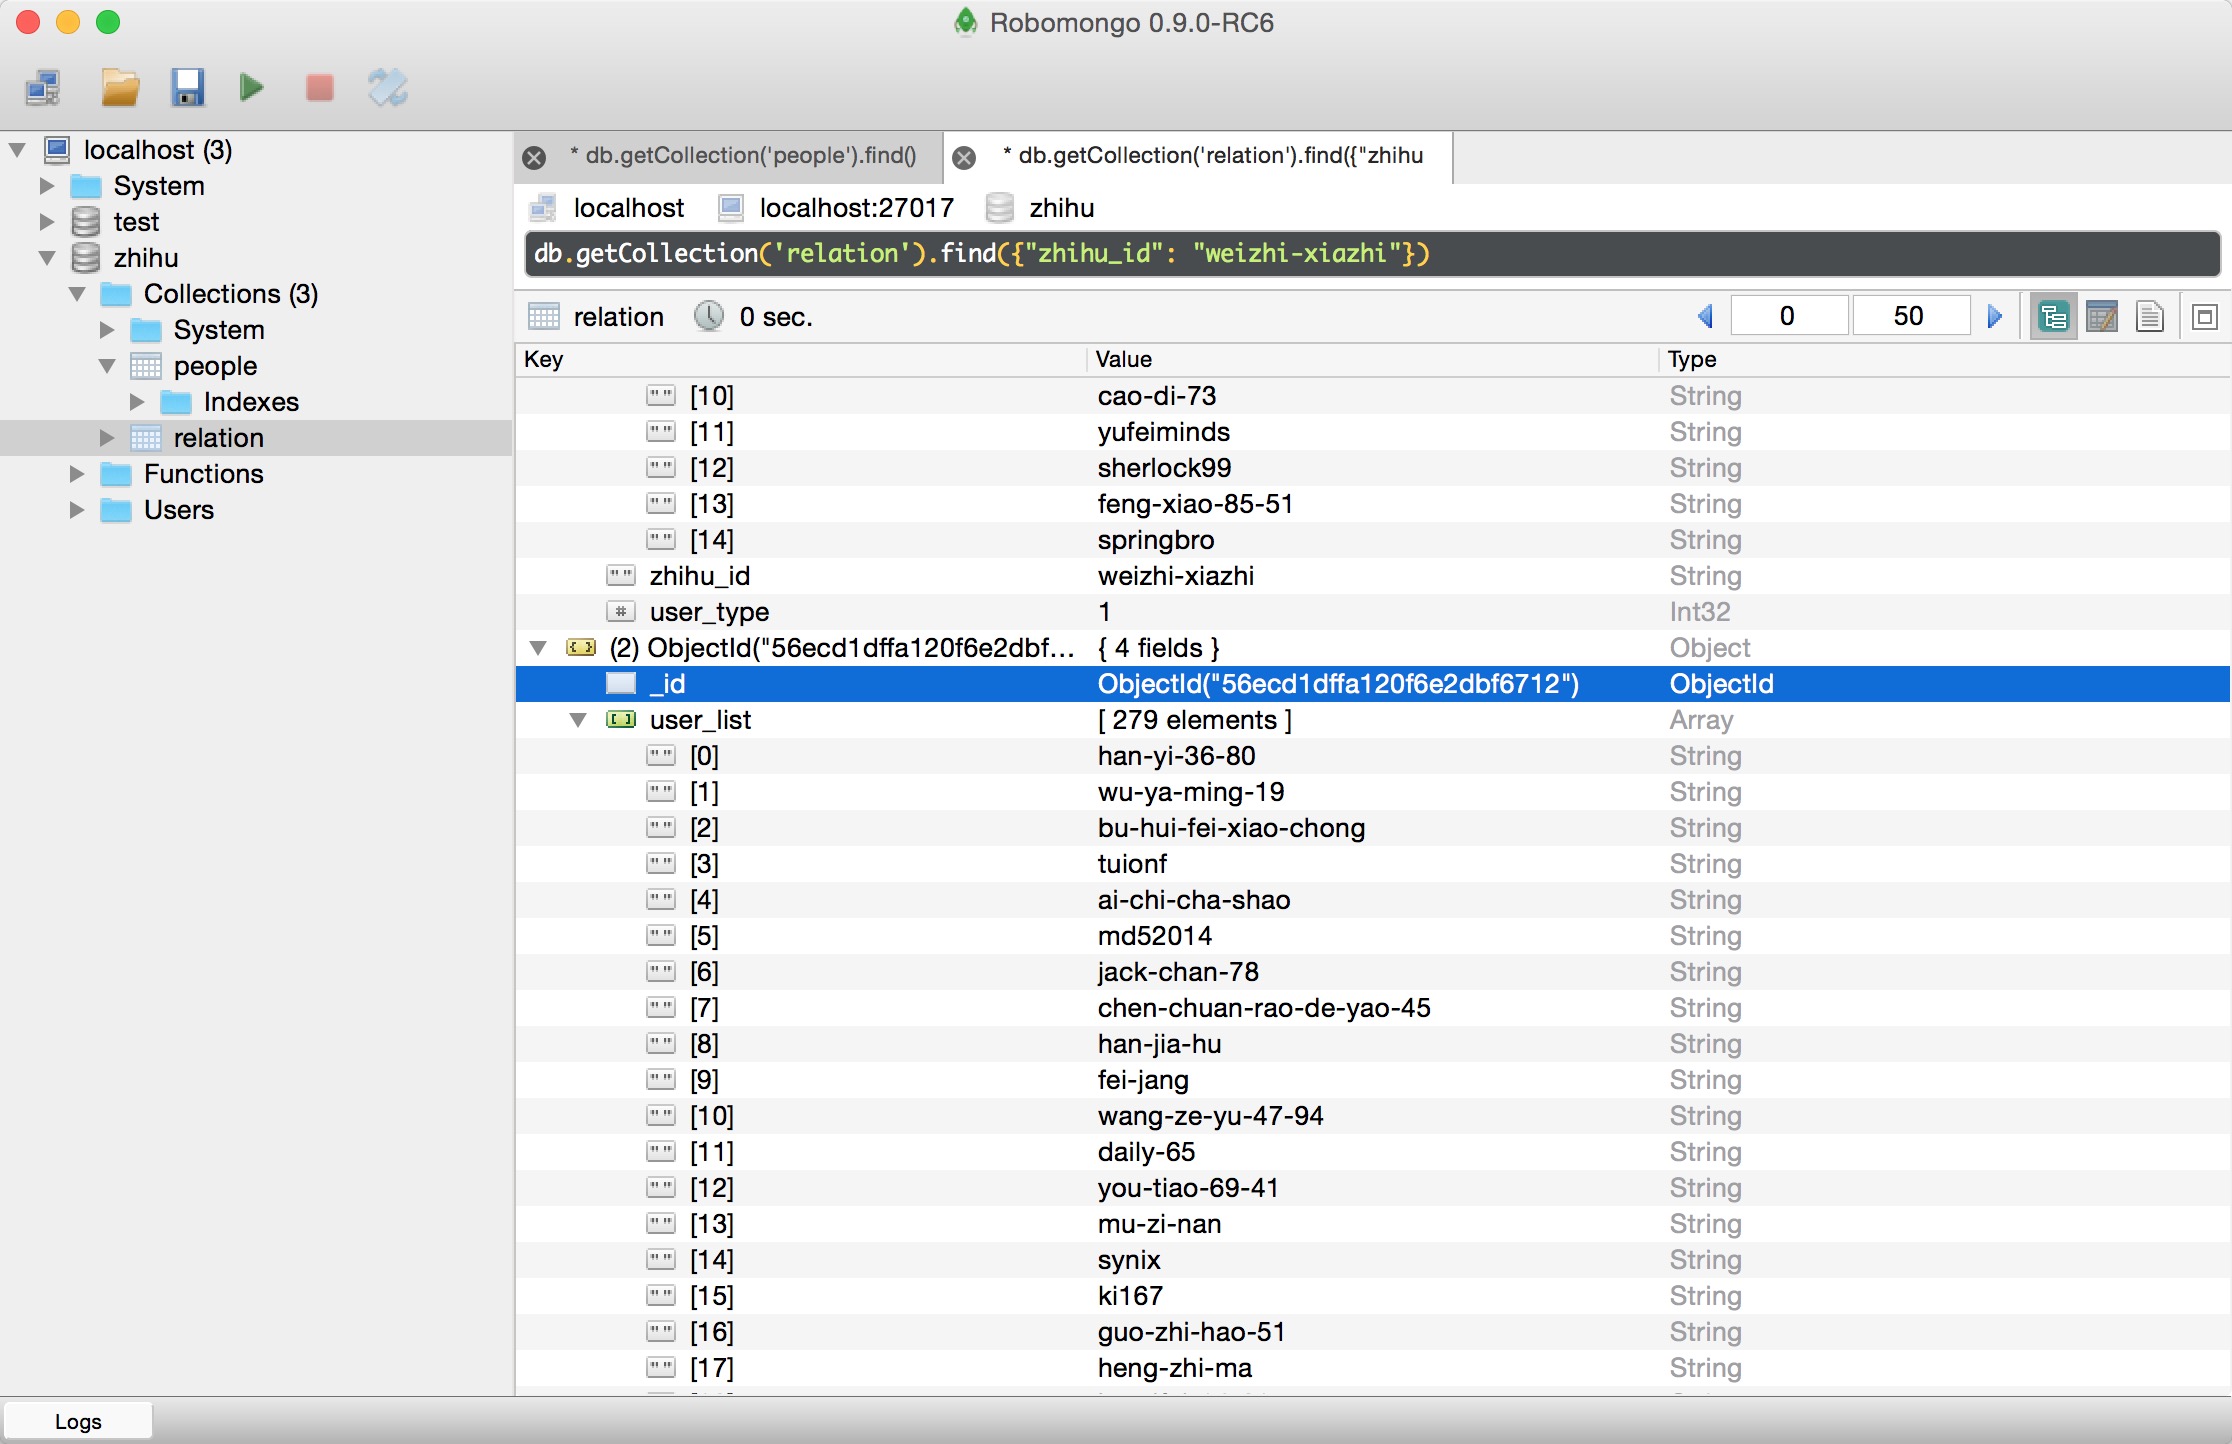 Robomongo 0.9.0-RC6
localhost (3)
System
test
zhihu
Collections (3)
System
people
Indexes
relation
Functions
Users
* db.getCollection('people').find()
* db.getCollection('relation').find({"zhihu
localhost localhost:27017 zhihu
db.getCollection('relation').find({"zhihu_id": "weizhi-xiazhi"})
relation 0 sec. 0 50
Key Value Type
[10] cao-di-73 String
[11] yufeiminds String
[12] sherlock99 String
[13] feng-xiao-85-51 String
[14] springbro String
zhihu_id weizhi-xiazhi String
# user_type 1 Int32
(2) ObjectId("56ecd1dffa120f6e2dbf... { 4 fields } Object
_id ObjectId("56ecd1dffa120f6e2dbf6712") ObjectId
user_list [ 279 elements ] Array
[0] han-yi-36-80 String
[1] wu-ya-ming-19 String
[2] bu-hui-fei-xiao-chong String
[3] tuionf String
[4] ai-chi-cha-shao String
[5] md52014 String
[6] jack-chan-78 String
[7] chen-chuan-rao-de-yao-45 String
[8] han-jia-hu String
[9] fei-jang String
[10] wang-ze-yu-47-94 String
[11] daily-65 String
[12] you-tiao-69-41 String
[13] mu-zi-nan String
[14] synix String
[15] ki167 String
[16] guo-zhi-hao-51 String
[17] heng-zhi-ma String
Logs